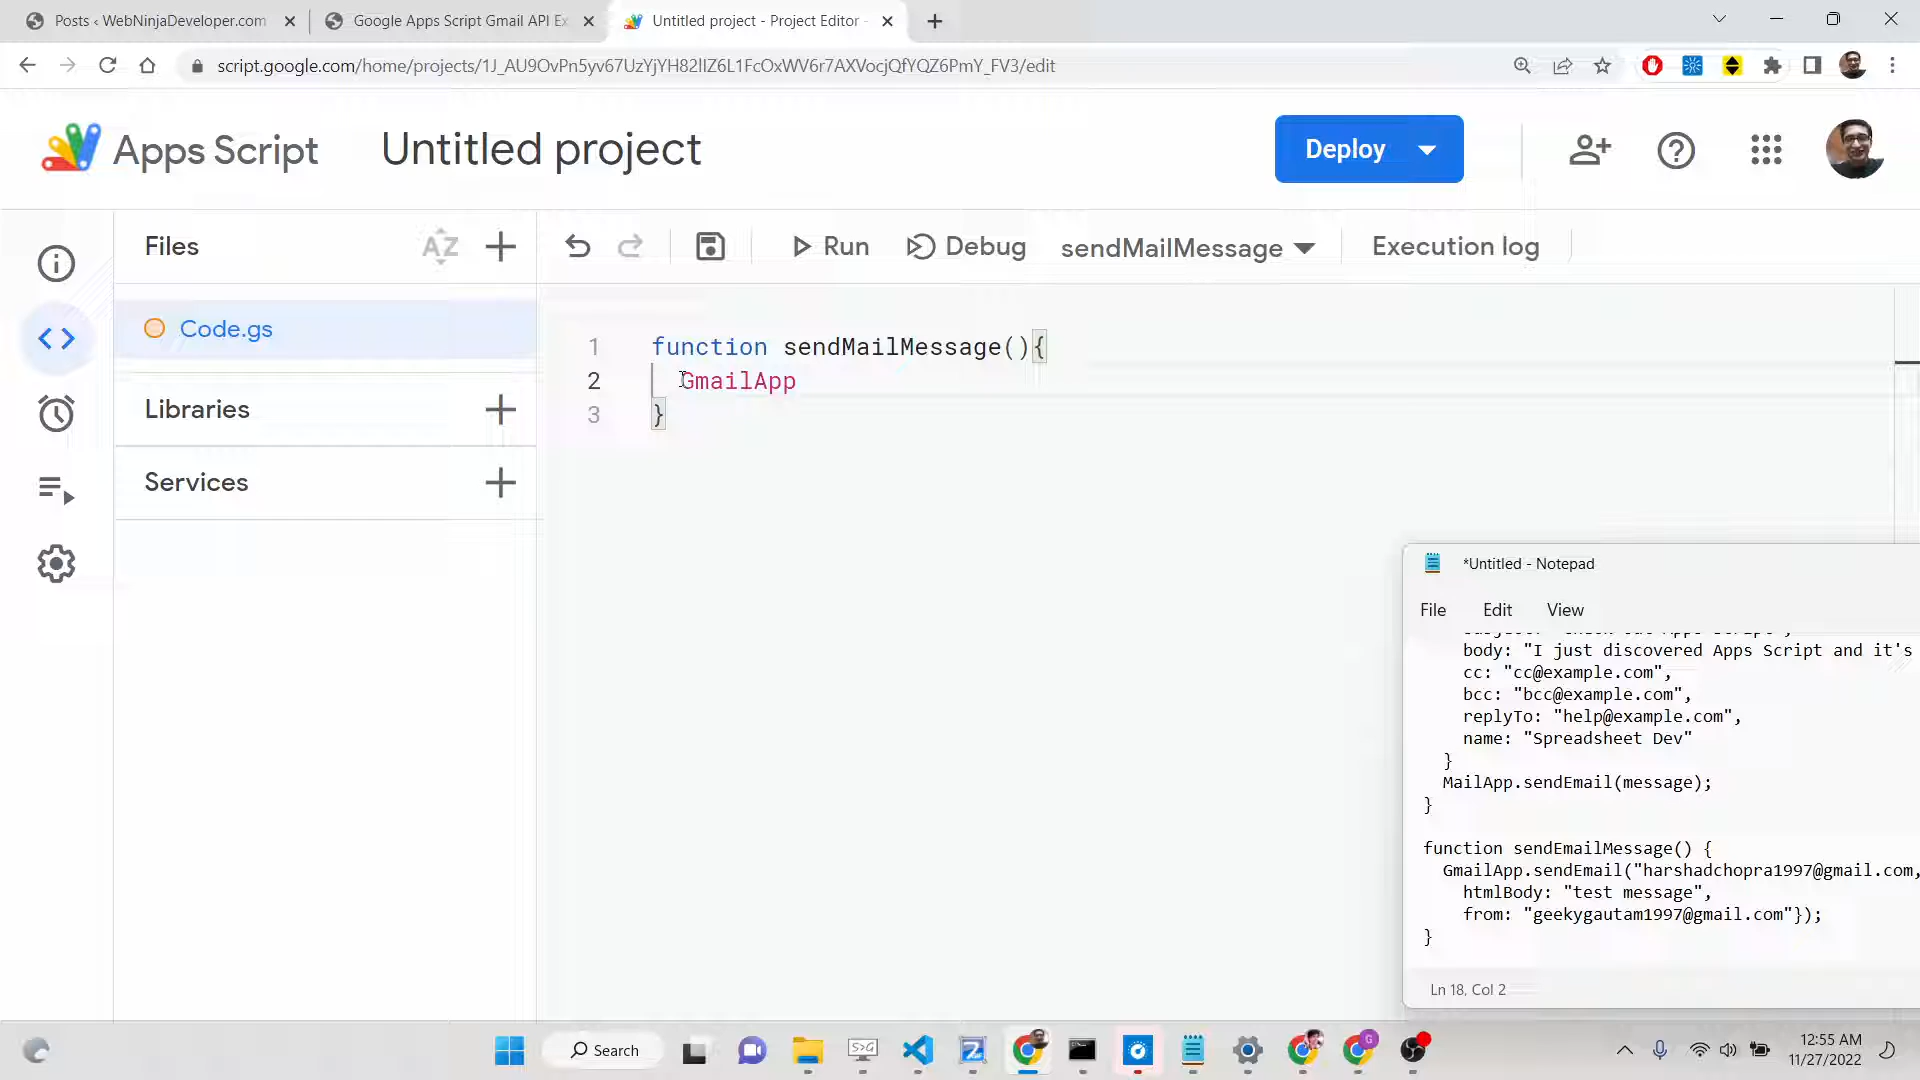 Posts ‹ WebNinjaDeveloper.com
Google Apps Script Gmail API Ex
Untitled project - Project Editor -
script.google.com/home/projects/1J_AU9OvPn5yv67UzYjYH82lIZ6L1FcOxWV6r7AXVocjQfYQZ6PmY_FV3/edit
Apps Script
Untitled project
Deploy
Files
AZ
Run
Debug
sendMailMessage
Execution log
Code.gs
Libraries
Services
1 function sendMailMessage(){
2 GmailApp
3 }
*Untitled - Notepad
File Edit View
body: "I just discovered Apps Script and it's
cc: "cc@example.com",
bcc: "bcc@example.com",
replyTo: "help@example.com",
name: "Spreadsheet Dev"
}
MailApp.sendEmail(message);
}
function sendEmailMessage() {
GmailApp.sendEmail("harshadchopra1997@gmail.com,
htmlBody: "test message",
from: "geekygautam1997@gmail.com"});
}
Ln 18, Col 2
Search
12:55 AM
11/27/2022